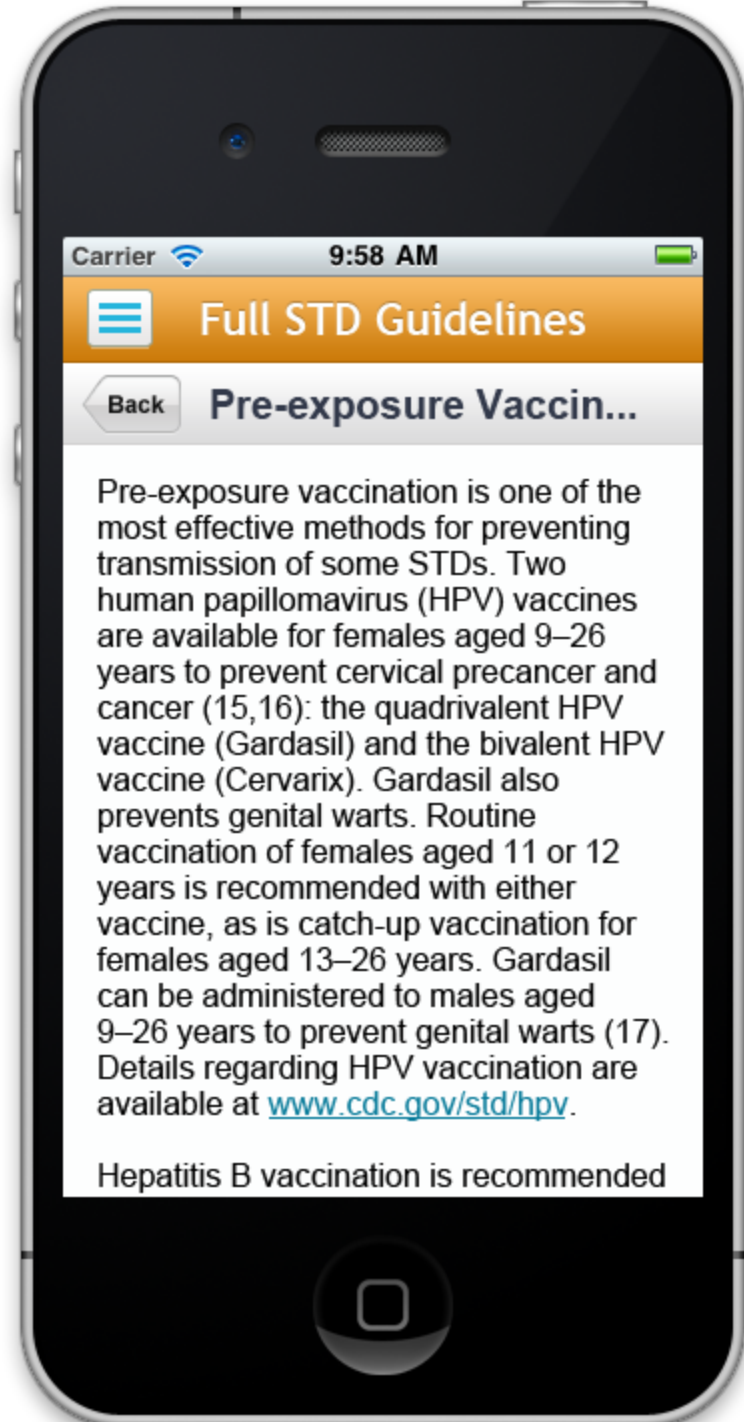 Carrier 9:58 AM
Full STD Guidelines
Back Pre-exposure Vaccin...
Pre-exposure vaccination is one of the
most effective methods for preventing
transmission of some STDs. Two
human papillomavirus (HPV) vaccines
are available for females aged 9–26
years to prevent cervical precancer and
cancer (15,16): the quadrivalent HPV
vaccine (Gardasil) and the bivalent HPV
vaccine (Cervarix). Gardasil also
prevents genital warts. Routine
vaccination of females aged 11 or 12
years is recommended with either
vaccine, as is catch-up vaccination for
females aged 13–26 years. Gardasil
can be administered to males aged
9–26 years to prevent genital warts (17).
Details regarding HPV vaccination are
available at www.cdc.gov/std/hpv.
Hepatitis B vaccination is recommended